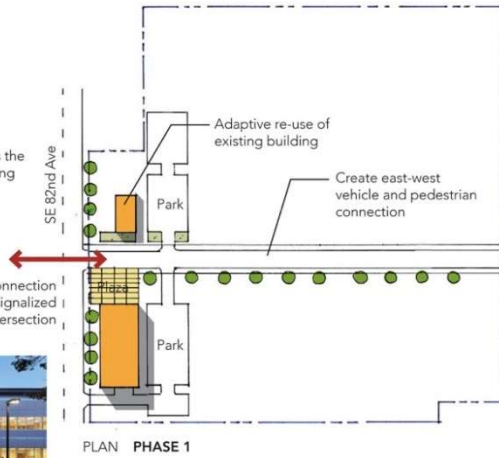 Adaptive re-use of
existing building
s the
ng
SE 82nd Ave
Park
Create east-west
vehicle and pedestrian
connection
onnection
ignalized
ersection
Plaza
Park
PLAN PHASE 1